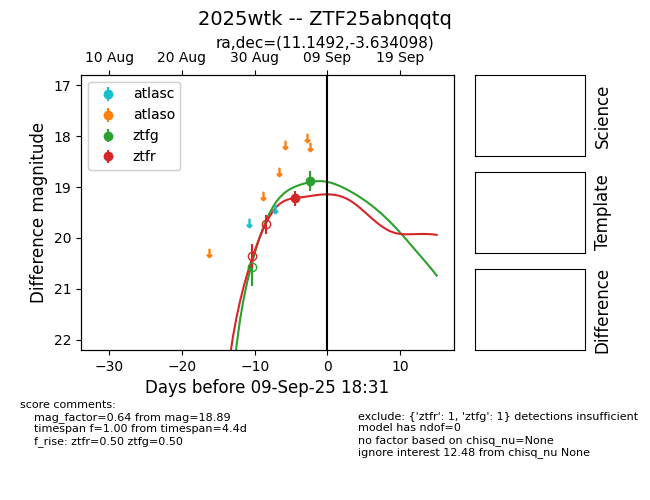 2025wtk -- ZTF25abnqqtq
ra,dec=(11.1492,-3.634098)
10 Aug
20 Aug
30 Aug
09 Sep
19 Sep
17
18
19
20
21
22
Difference magnitude
atlasc
atlaso
ztfg
ztfr
−30
−20
−10
0
10
Days before 09-Sep-25 18:31
Science
Template
Difference
score comments:
mag_factor=0.64 from mag=18.89
timespan f=1.00 from timespan=4.4d
f_rise: ztfr=0.50 ztfg=0.50
exclude: {'ztfr': 1, 'ztfg': 1} detections insufficient
model has ndof=0
no factor based on chisq_nu=None
ignore interest 12.48 from chisq_nu None